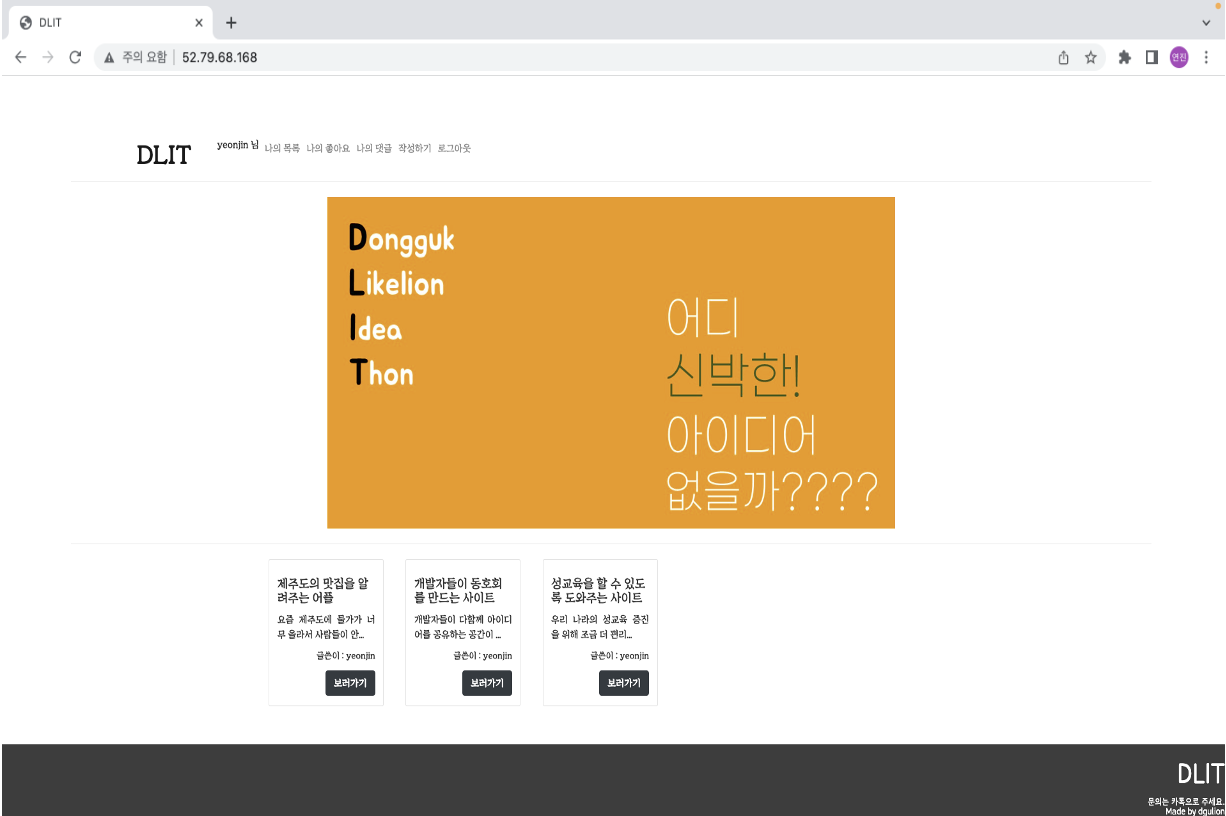 DLIT
주의 요함 52.79.68.168
연진
DLIT
yeonjin 님 나의 목록 나의 좋아요 나의 댓글 작성하기 로그아웃
Dongguk
Likelion
Idea
Thon
어디
신박한!
아이디어
없을까????
제주도의 맛집을 알
려주는 어플
요즘 제주도에 물가가 너
무 올라서 사람들이 안...
글쓴이 : yeonjin
보러가기
개발자들이 동호회
를 만드는 사이트
개발자들이 다함께 아이디
어를 공유하는 공간이 ...
글쓴이 : yeonjin
보러가기
성교육을 할 수 있도
록 도와주는 사이트
우리 나라의 성교육 증진
을 위해 조금 더 편리...
글쓴이 : yeonjin
보러가기
DLIT
문의는 카톡으로 주세요.
Made by dgulion